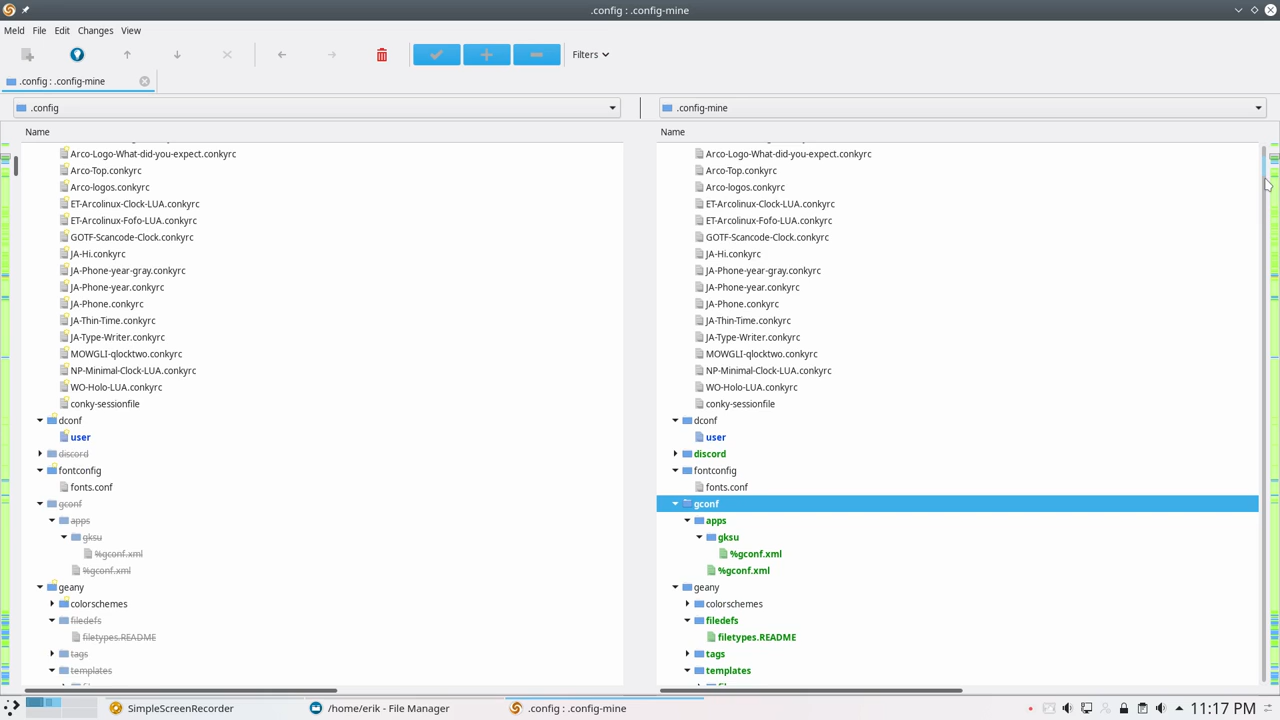 .config : .config-mine
Meld File Edit Changes View
Filters
.config : .config-mine
.config
.config-mine
Name
Name
Arco-Logo-What-did-you-expect.conkyrc
Arco-Logo-What-did-you-expect.conkyrc
Arco-Top.conkyrc
Arco-Top.conkyrc
Arco-logos.conkyrc
Arco-logos.conkyrc
ET-Arcolinux-Clock-LUA.conkyrc
ET-Arcolinux-Clock-LUA.conkyrc
ET-Arcolinux-Fofo-LUA.conkyrc
ET-Arcolinux-Fofo-LUA.conkyrc
GOTF-Scancode-Clock.conkyrc
GOTF-Scancode-Clock.conkyrc
JA-Hi.conkyrc
JA-Hi.conkyrc
JA-Phone-year-gray.conkyrc
JA-Phone-year-gray.conkyrc
JA-Phone-year.conkyrc
JA-Phone-year.conkyrc
JA-Phone.conkyrc
JA-Phone.conkyrc
JA-Thin-Time.conkyrc
JA-Thin-Time.conkyrc
JA-Type-Writer.conkyrc
JA-Type-Writer.conkyrc
MOWGLI-qlocktwo.conkyrc
MOWGLI-qlocktwo.conkyrc
NP-Minimal-Clock-LUA.conkyrc
NP-Minimal-Clock-LUA.conkyrc
WO-Holo-LUA.conkyrc
WO-Holo-LUA.conkyrc
conky-sessionfile
conky-sessionfile
dconf
dconf
user
user
discord
discord
fontconfig
fontconfig
fonts.conf
fonts.conf
gconf
gconf
apps
apps
gksu
gksu
%gconf.xml
%gconf.xml
%gconf.xml
%gconf.xml
geany
geany
colorschemes
colorschemes
filedefs
filedefs
filetypes.README
filetypes.README
tags
tags
templates
templates
SimpleScreenRecorder
/home/erik - File Manager
.config : .config-mine
11:17 PM